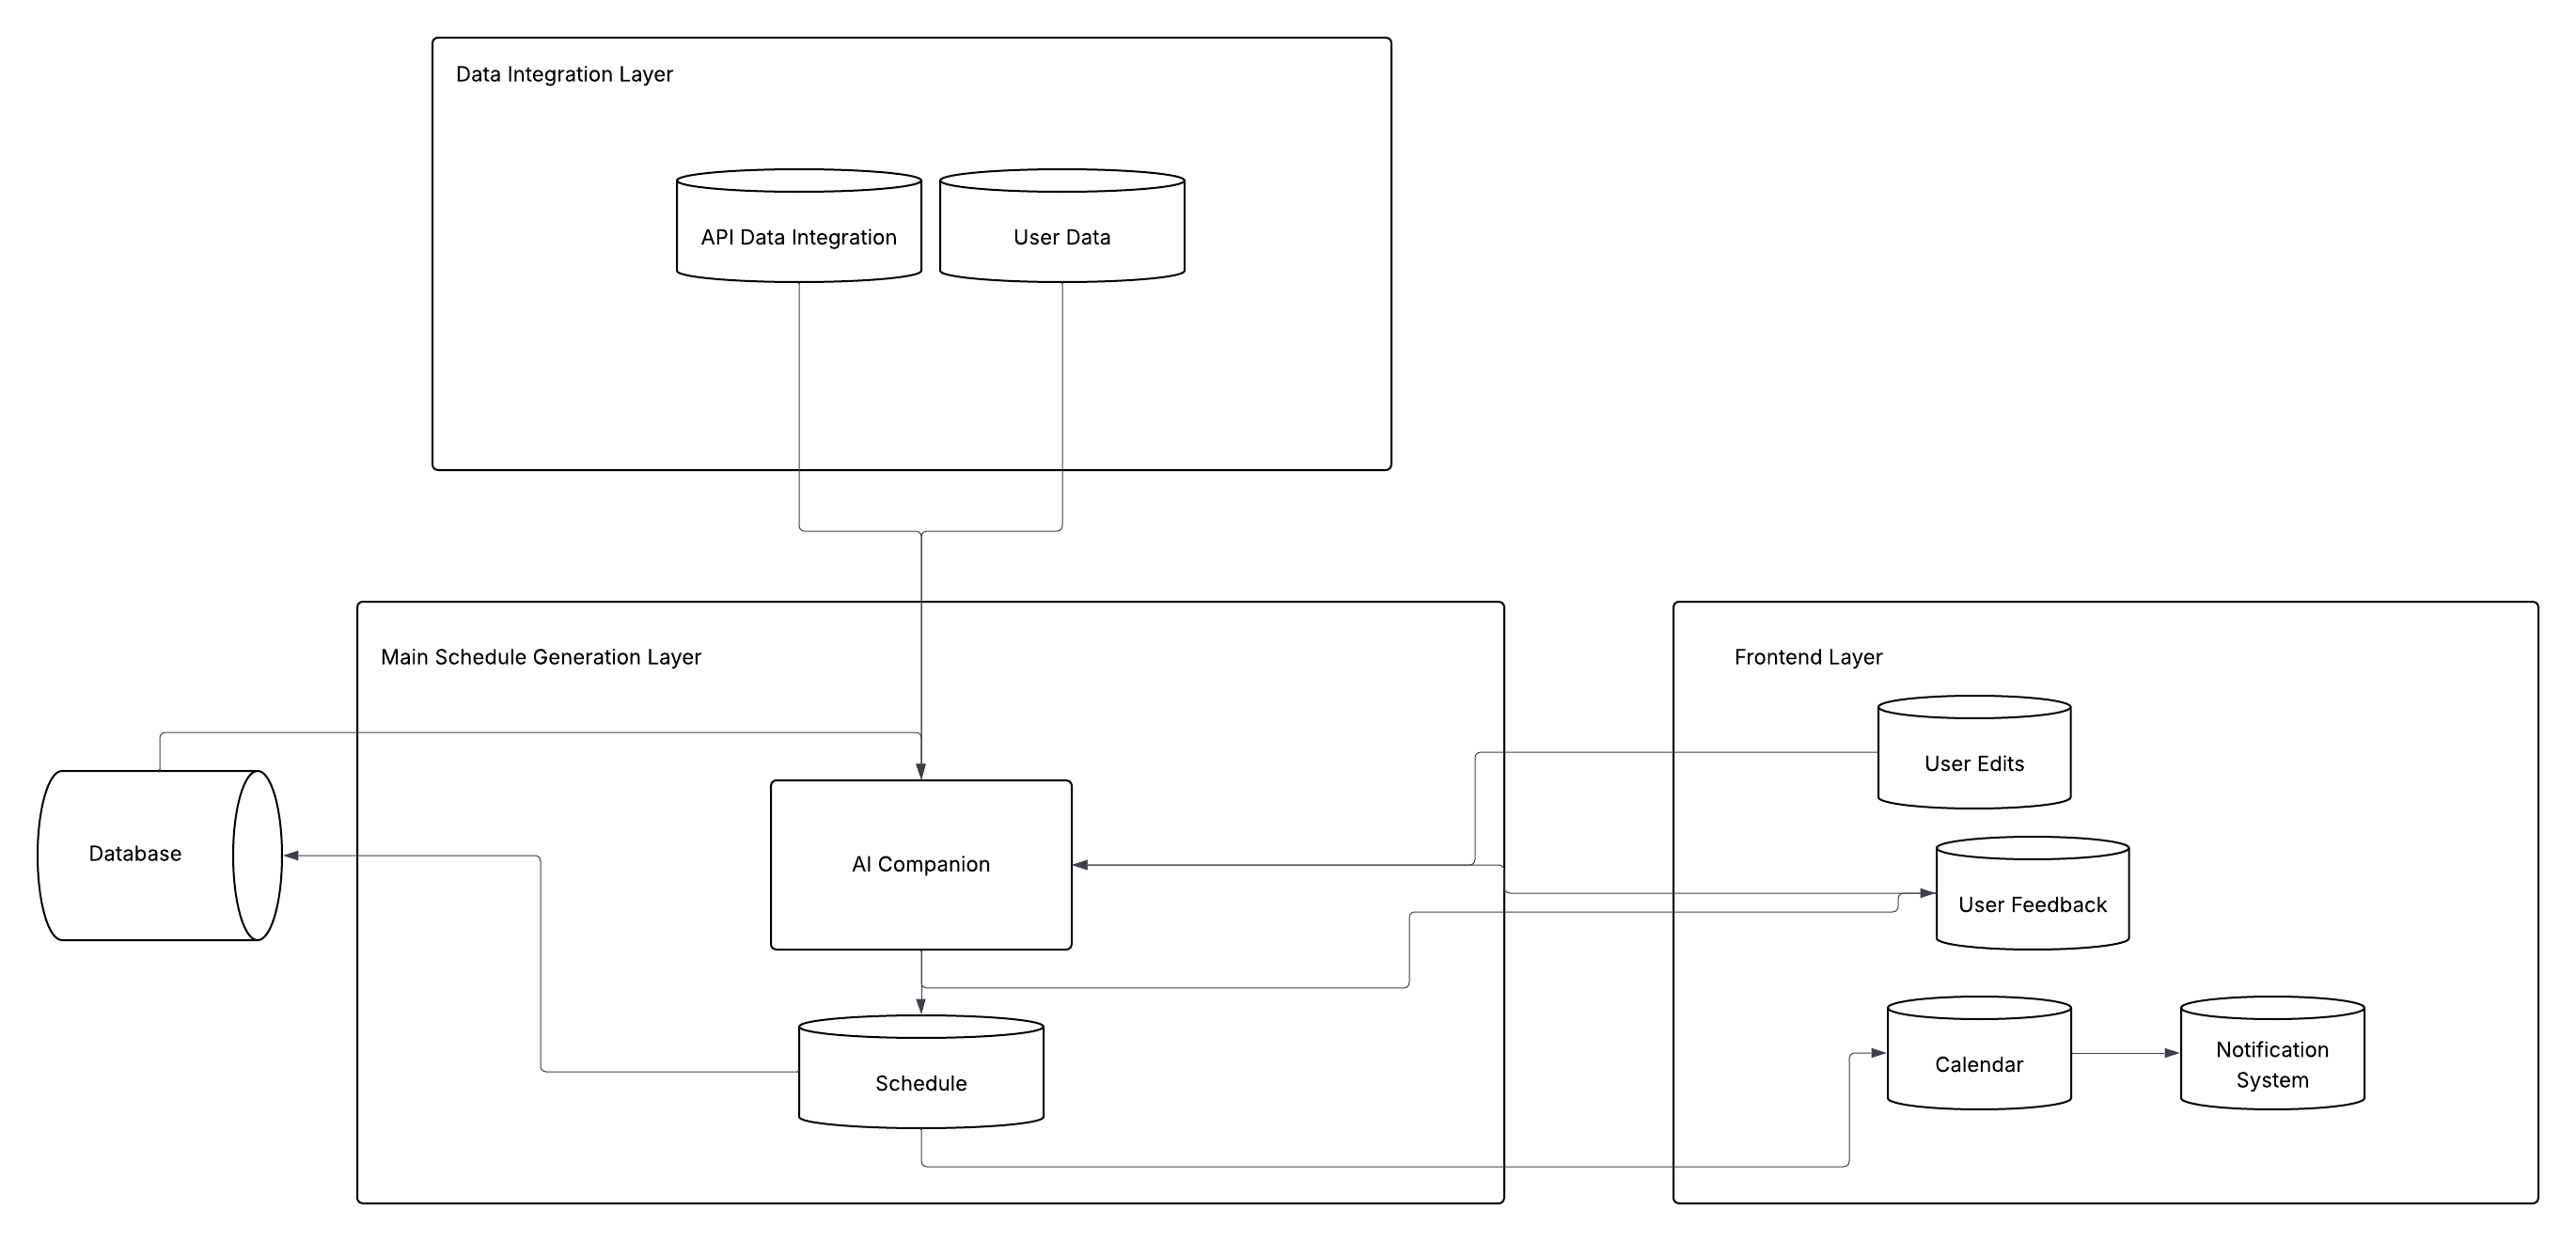 Data Integration Layer
API Data Integration
User Data
Main Schedule Generation Layer
Frontend Layer
User Edits
Database
AI Companion
User Feedback
Schedule
Calendar
Notification
System